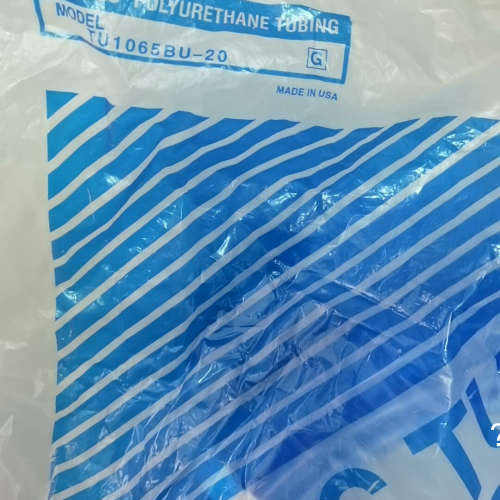 POLYURETHANE TUBING
MODEL
TU1065BU-20
G
MADE IN USA